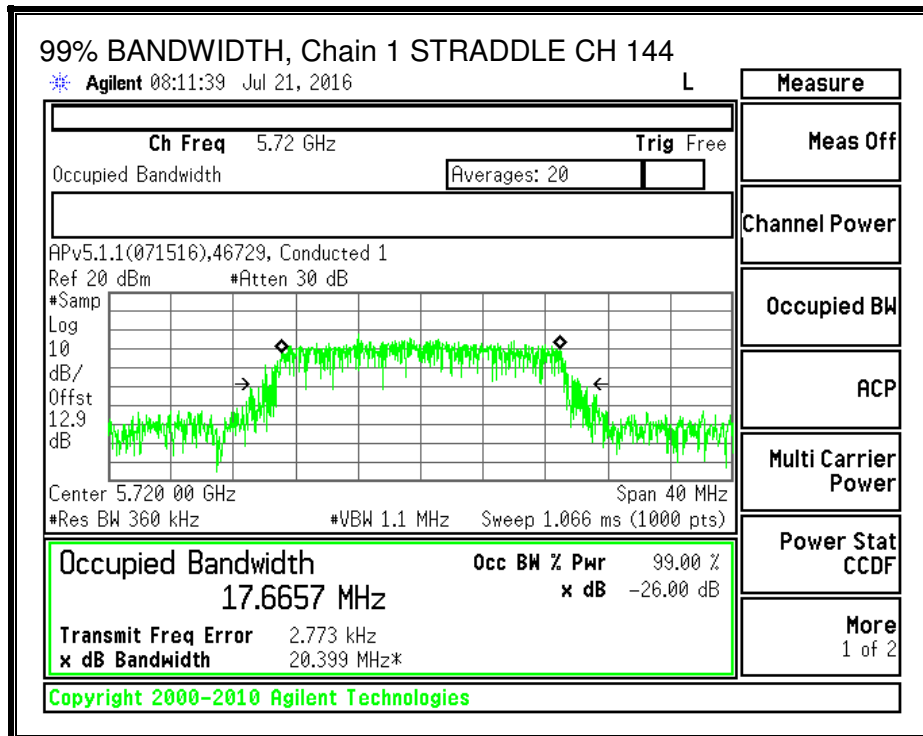 99% BANDWIDTH, Chain 1 STRADDLE CH 144
Agilent 08:11:39 Jul 21, 2016 L
Measure
Ch Freq 5.72 GHz Trig Free
Meas Off
Occupied Bandwidth Averages: 20
Channel Power
APv5.1.1(071516),46729, Conducted 1
Ref 20 dBm #Atten 30 dB
#Samp
Log
10
dB/
Offst
12.9
dB
Occupied BW
ACP
Multi Carrier
Power
Center 5.720 00 GHz Span 40 MHz
#Res BW 360 kHz #VBW 1.1 MHz Sweep 1.066 ms (1000 pts)
Power Stat
CCDF
Occupied Bandwidth Occ BW % Pwr 99.00 %
17.6657 MHz x dB -26.00 dB
Transmit Freq Error 2.773 kHz
x dB Bandwidth 20.399 MHz*
More
1 of 2
Copyright 2000-2010 Agilent Technologies